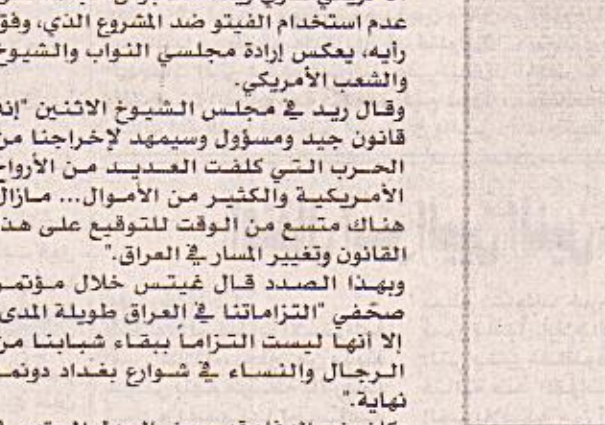 عدم استخدام الفيتو ضد المشروع الذي، وفق
رأيه، يعكس إرادة مجلسي النواب والشيوخ
والشعب الأمريكي.
وقال ريد في مجلس الشيوخ الاثنين "إنه
قانون جيد ومسؤول وسيمهد لإخراجنا من
الحرب التي كلفت العديد من الأرواح
الأمريكية والكثير من الأموال... مازال
هناك متسع من الوقت للتوقيع على هذ
القانون وتغيير المسار في العراق."
وبهذا الصدد قال غيتس خلال مؤتمر
صحفي "التزاماتنا في العراق طويلة المدى
إلا أنها ليست التزاماً ببقاء شبابنا من
الرجال والنساء في شوارع بغداد دونم
نهاية."